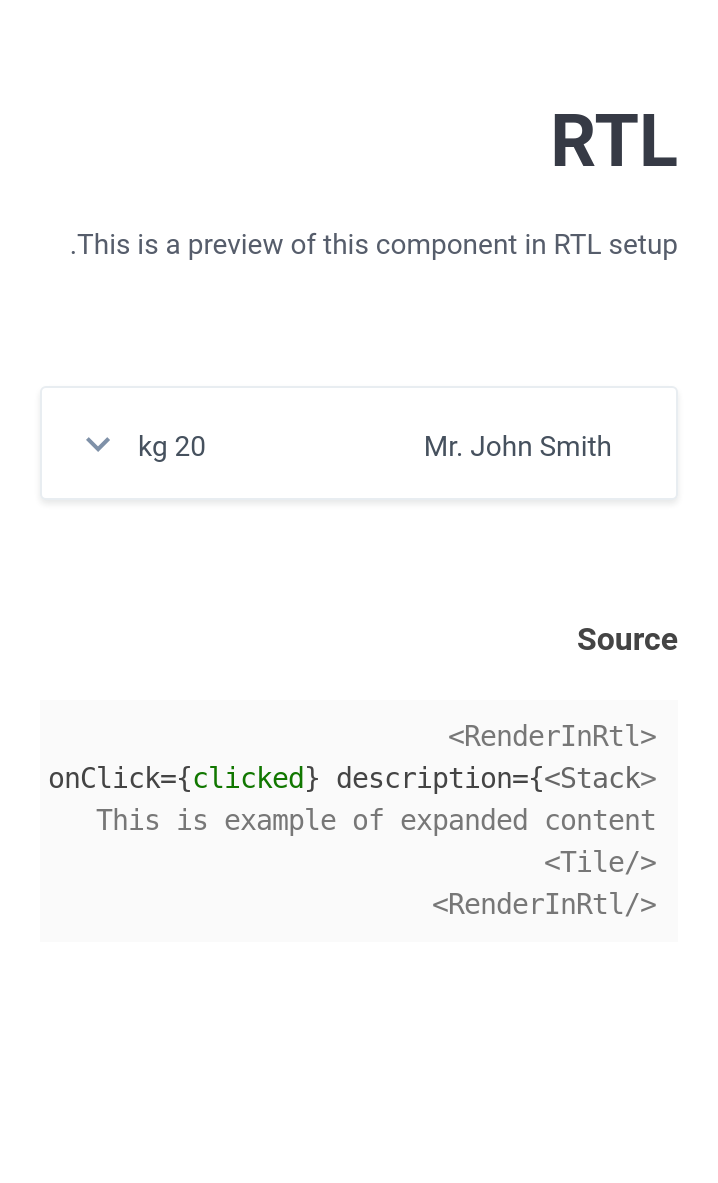 RTL
.This is a preview of this component in RTL setup
kg 20 Mr. John Smith
Source
<RenderInRtl>
onClick={clicked} description={<Stack>
This is example of expanded content
<Tile/>
<RenderInRtl/>